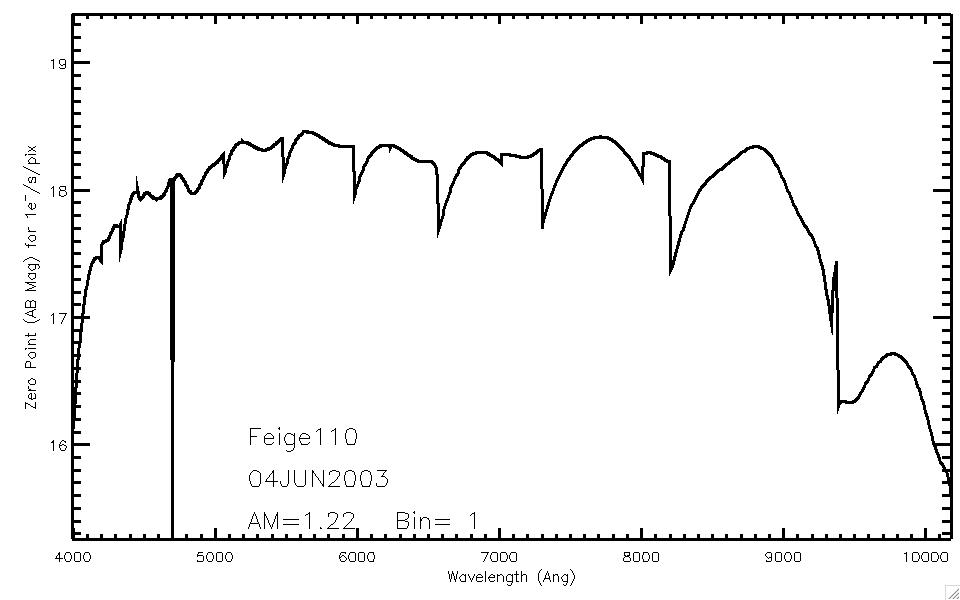 19
18
17
16
Zero Point (AB Mag) for 1e⁻/s/pix
Feige110
04JUN2003
AM=1.22 Bin= 1
4000 5000 6000 7000 8000 9000 10000
Wavelength (Ang)